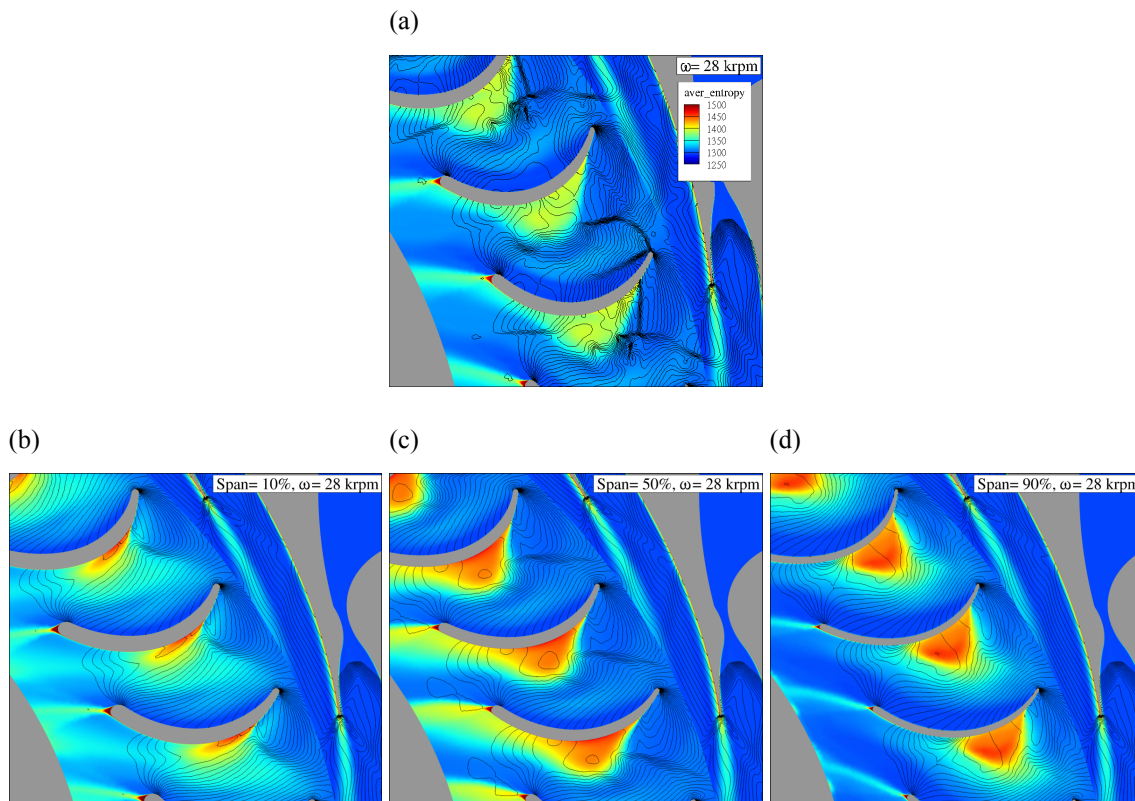 (a)
ω= 28 krpm
aver_entropy
1500
1450
1400
1350
1300
1250
(b)
(c)
(d)
Span= 10%, ω= 28 krpm
Span= 50%, ω= 28 krpm
Span= 90%, ω= 28 krpm